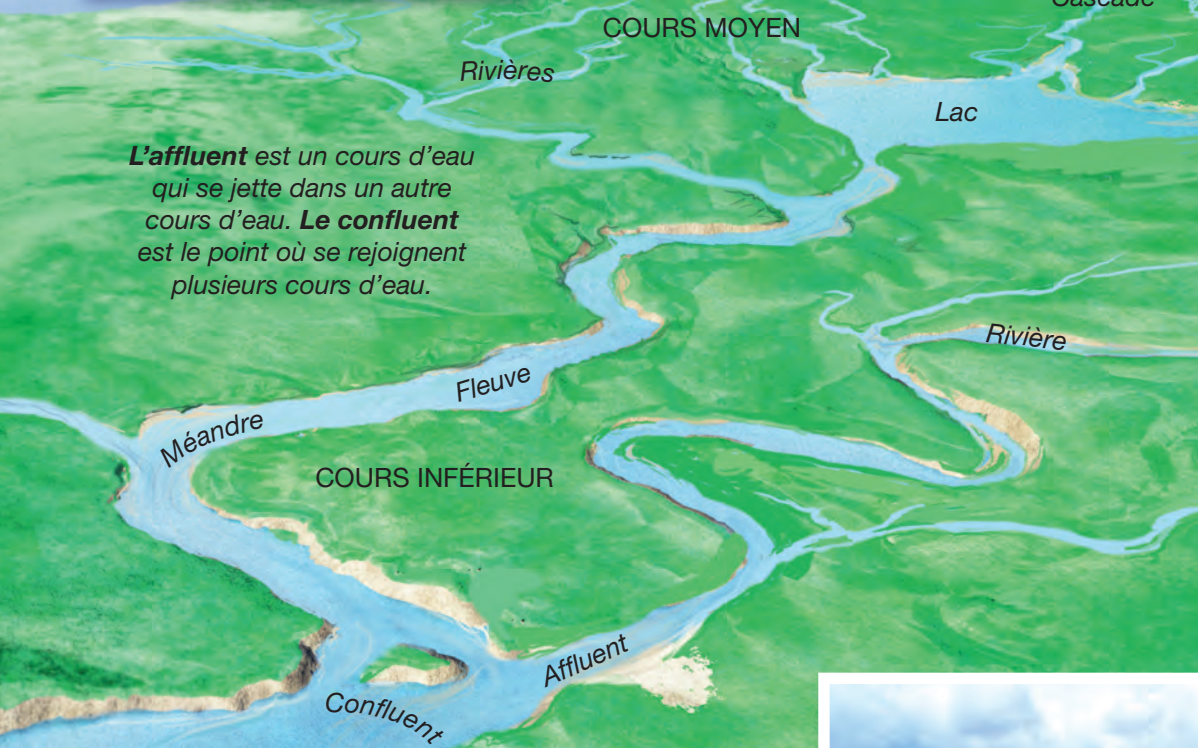 Cascade
COURS MOYEN
Rivières
Lac
L'affluent est un cours d'eau
qui se jette dans un autre
cours d'eau. Le confluent
est le point où se rejoignent
plusieurs cours d'eau.
Rivière
Fleuve
Méandre
COURS INFÉRIEUR
Affluent
Confluent